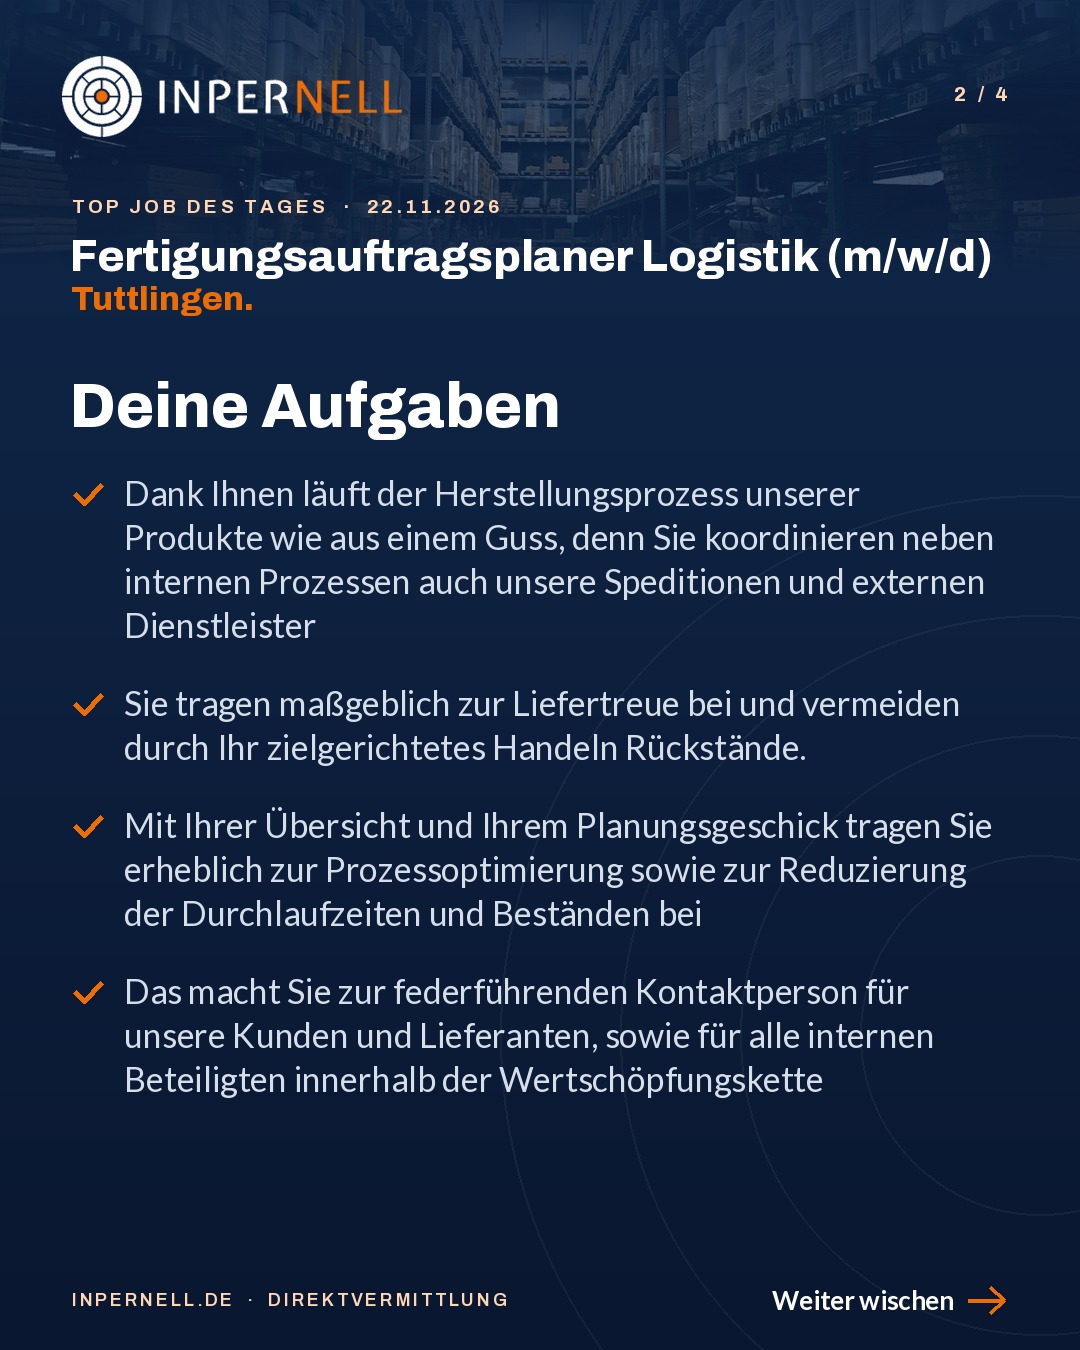 INPERNELL
2 / 4
TOP JOB DES TAGES · 22.11.2026
Fertigungsauftragsplaner Logistik (m/w/d)
Tuttlingen.
Deine Aufgaben
Dank Ihnen läuft der Herstellungsprozess unserer
Produkte wie aus einem Guss, denn Sie koordinieren neben
internen Prozessen auch unsere Speditionen und externen
Dienstleister
Sie tragen maßgeblich zur Liefertreue bei und vermeiden
durch Ihr zielgerichtetes Handeln Rückstände.
Mit Ihrer Übersicht und Ihrem Planungsgeschick tragen Sie
erheblich zur Prozessoptimierung sowie zur Reduzierung
der Durchlaufzeiten und Beständen bei
Das macht Sie zur federführenden Kontaktperson für
unsere Kunden und Lieferanten, sowie für alle internen
Beteiligten innerhalb der Wertschöpfungskette
INPERNELL.DE · DIREKTVERMITTLUNG
Weiter wischen